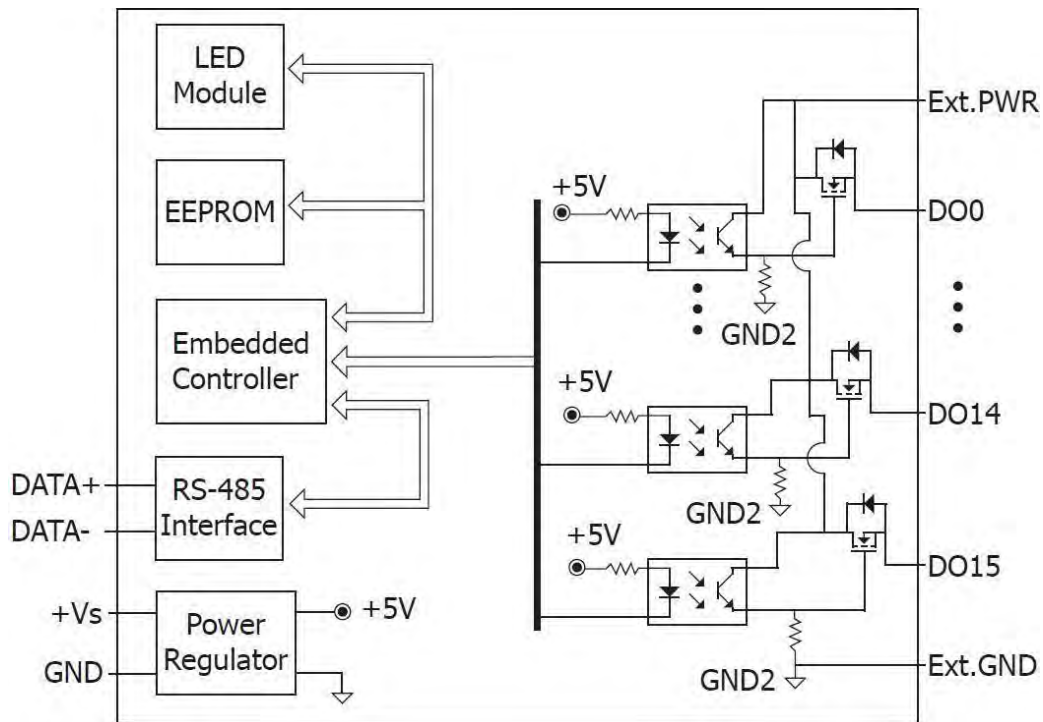 LED
Module
EEPROM
Embedded
Controller
DATA+
DATA-
RS-485
Interface
+Vs
GND
Power
Regulator
+5V
+5V
GND2
+5V
GND2
+5V
GND2
Ext.PWR
DO0
DO14
DO15
Ext.GND